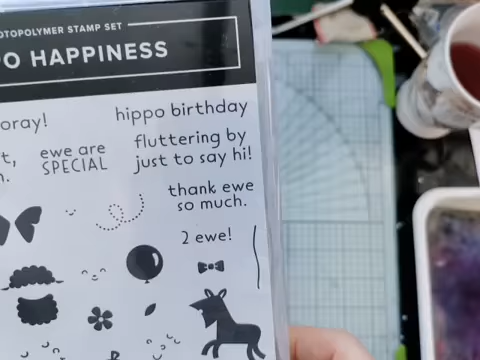 OTOPOLYMER STAMP SET
PO HAPPINESS
oray!
hippo birthday
t,
ewe are
SPECIAL
fluttering by
just to say hi!
thank ewe
so much.
2 ewe!